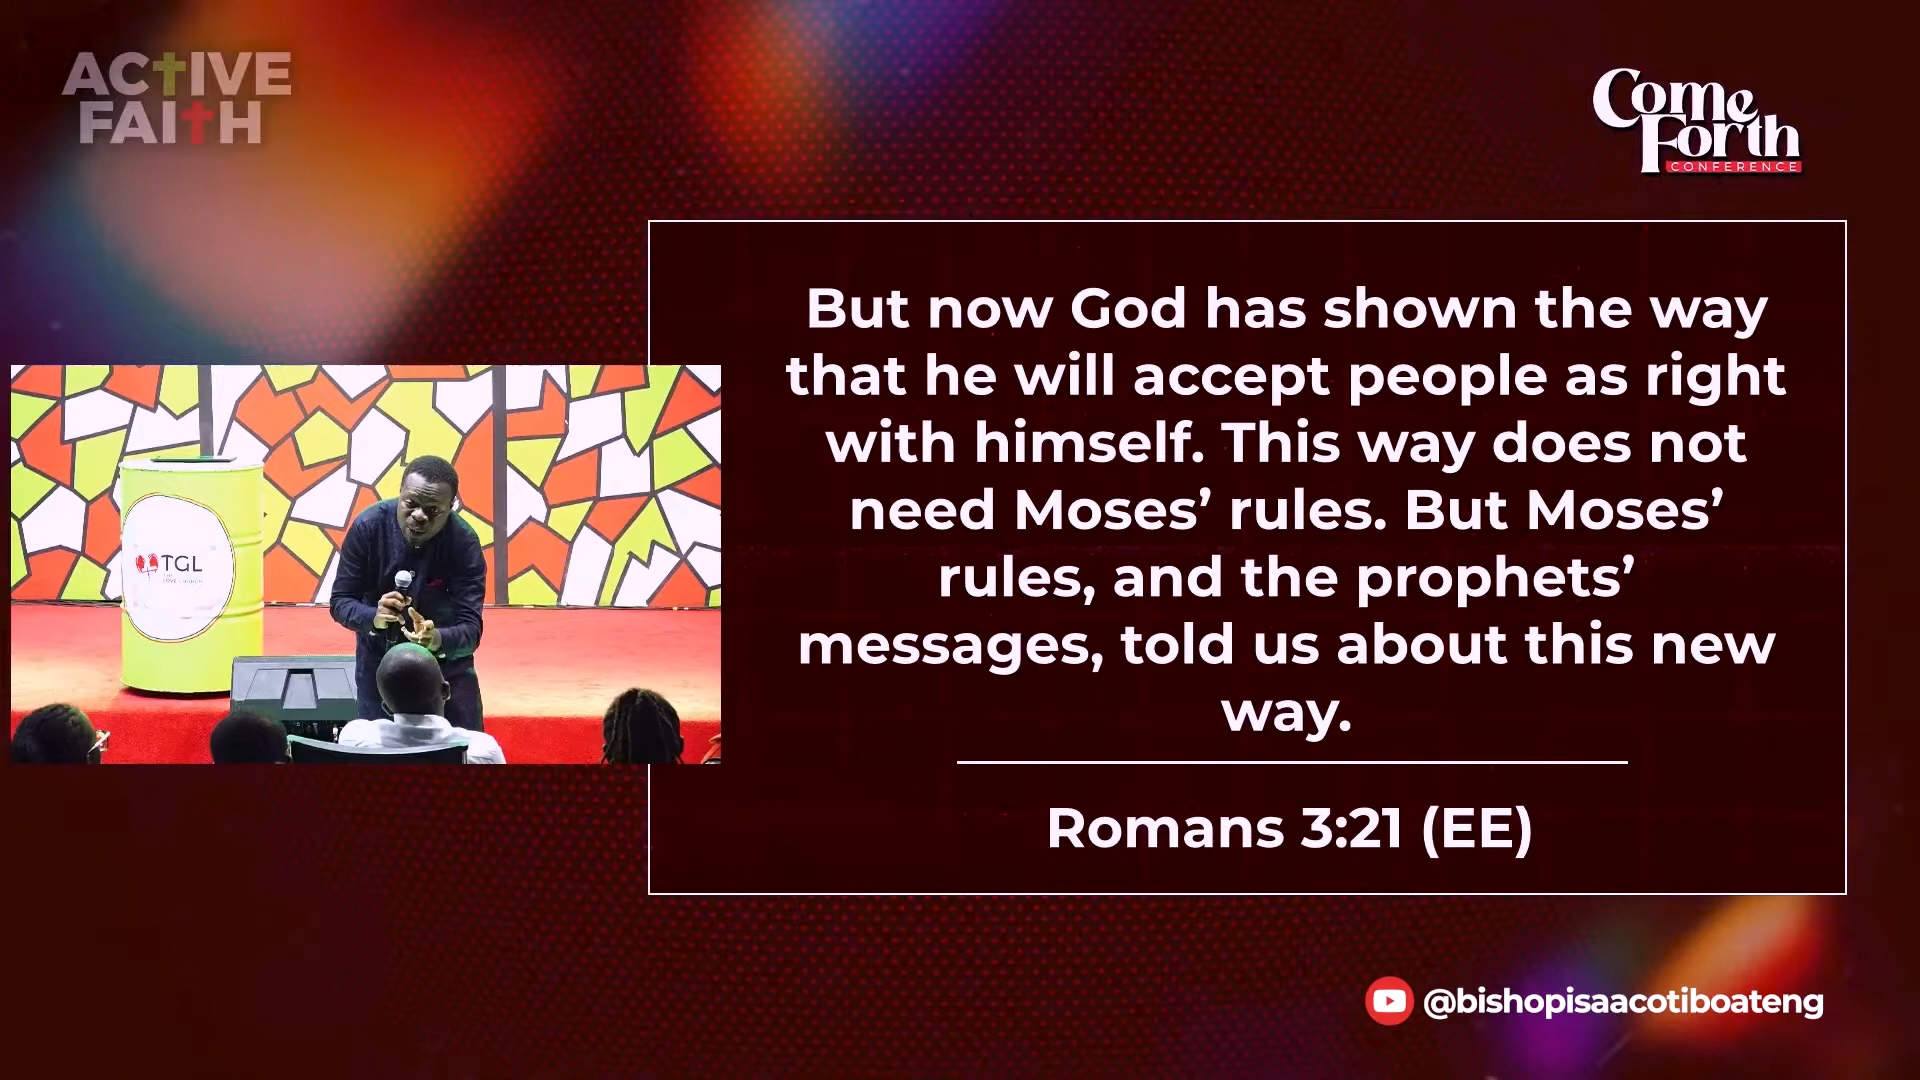 ACTIVE
FAITH
Come
Forth
CONFERENCE
But now God has shown the way
that he will accept people as right
with himself. This way does not
need Moses’ rules. But Moses’
rules, and the prophets’
messages, told us about this new
way.
Romans 3:21 (EE)
TGL
@bishopisaacotiboateng